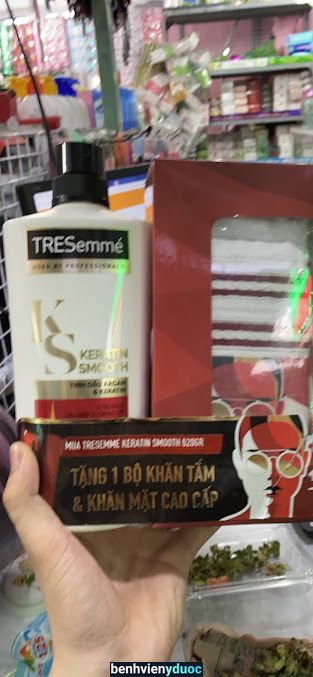 TRESemmé
USED BY PROFESSIONALS
KS
KERATIN
SMOOTH
TINH DẦU ARGAN
& KERATIN
MUA TRESEMME KERATIN SMOOTH 620GR
TẶNG 1 BỘ KHĂN TẮM
& KHĂN MẶT CAO CẤP
benhvienyduoc